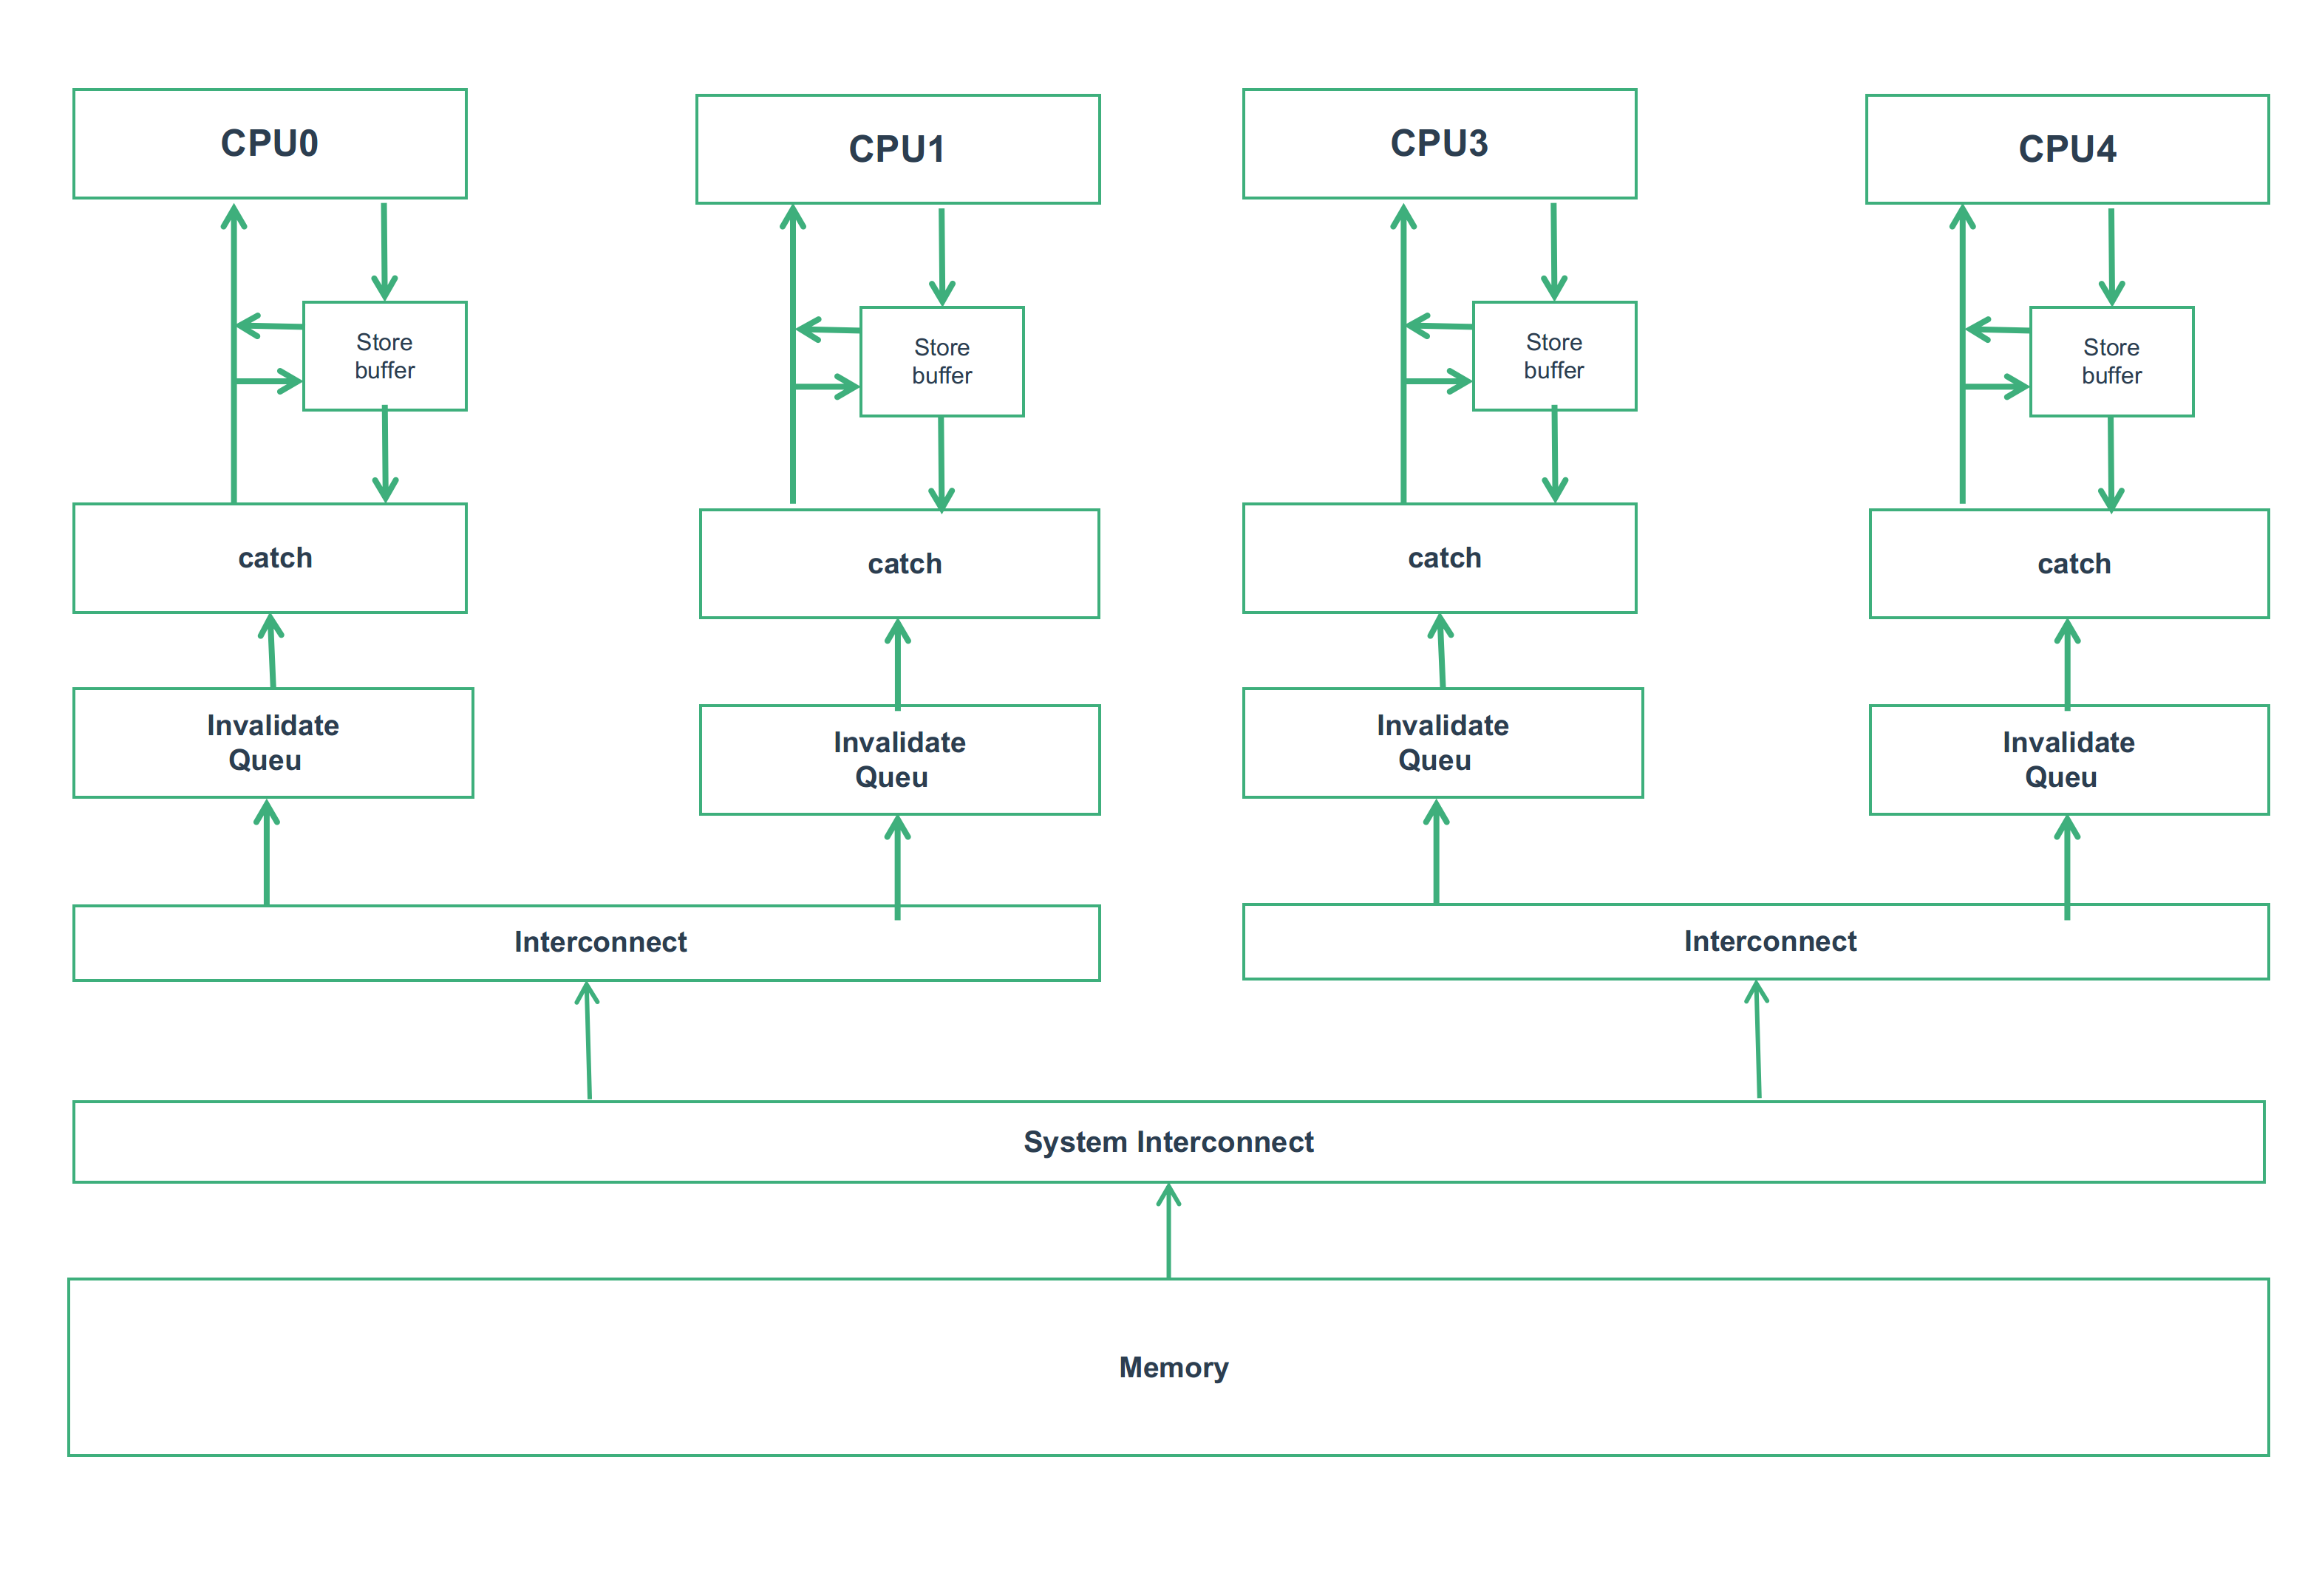 CPU0
CPU1
CPU3
CPU4
Store
buffer
Store
buffer
Store
buffer
Store
buffer
catch
catch
catch
catch
Invalidate
Queu
Invalidate
Queu
Invalidate
Queu
Invalidate
Queu
Interconnect
Interconnect
System Interconnect
Memory